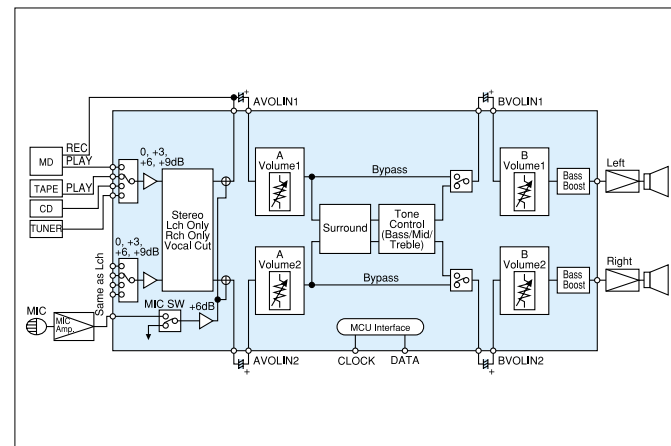 AVOLIN1
BVOLIN1
REC
MD
PLAY
0, +3,
+6, +9dB
TAPE
PLAY
CD
TUNER
Stereo
Lch Only
Rch Only
Vocal Cut
A
Volume1
Bypass
Surround
Tone
Control
(Bass/Mid/
Treble)
B
Volume1
Bass
Boost
Left
0, +3,
+6, +9dB
Same as Lch
A
Volume2
Bypass
B
Volume2
Bass
Boost
Right
MIC
MIC
Amp.
MIC SW
+6dB
MCU Interface
AVOLIN2
CLOCK
DATA
BVOLIN2
+
+
+
+